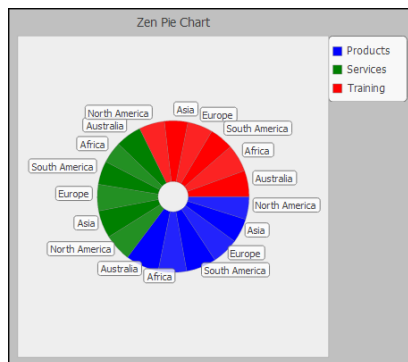 Zen Pie Chart
Products
Services
Training
North America
Asia
Europe
Australia
South America
Africa
Africa
South America
Australia
Europe
North America
Asia
Asia
North America
Europe
Australia
South America
Africa